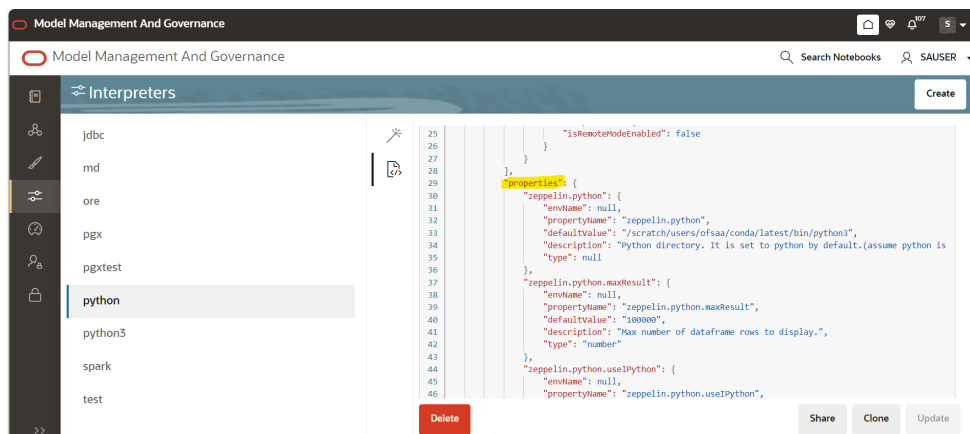 Model Management And Governance
107
S
Model Management And Governance
Search Notebooks
SAUSER
Interpreters
Create
jdbc
md
ore
pgx
pgxtest
python
python3
spark
test
25 "isRemoteModeEnabled": false
26 }
27 }
28 ],
29 "properties": {
30 "zeppelin.python": {
31 "envName": null,
32 "propertyName": "zeppelin.python",
33 "defaultValue": "/scratch/users/ofsaa/conda/latest/bin/python3",
34 "description": "Python directory. It is set to python by default.(assume python is
35 "type": null
36 },
37 "zeppelin.python.maxResult": {
38 "envName": null,
39 "propertyName": "zeppelin.python.maxResult",
40 "defaultValue": "100000",
41 "description": "Max number of dataframe rows to display.",
42 "type": "number"
43 },
44 "zeppelin.python.useIPython": {
45 "envName": null,
46 "propertyName": "zeppelin.python.useIPython",
Delete
Share
Clone
Update